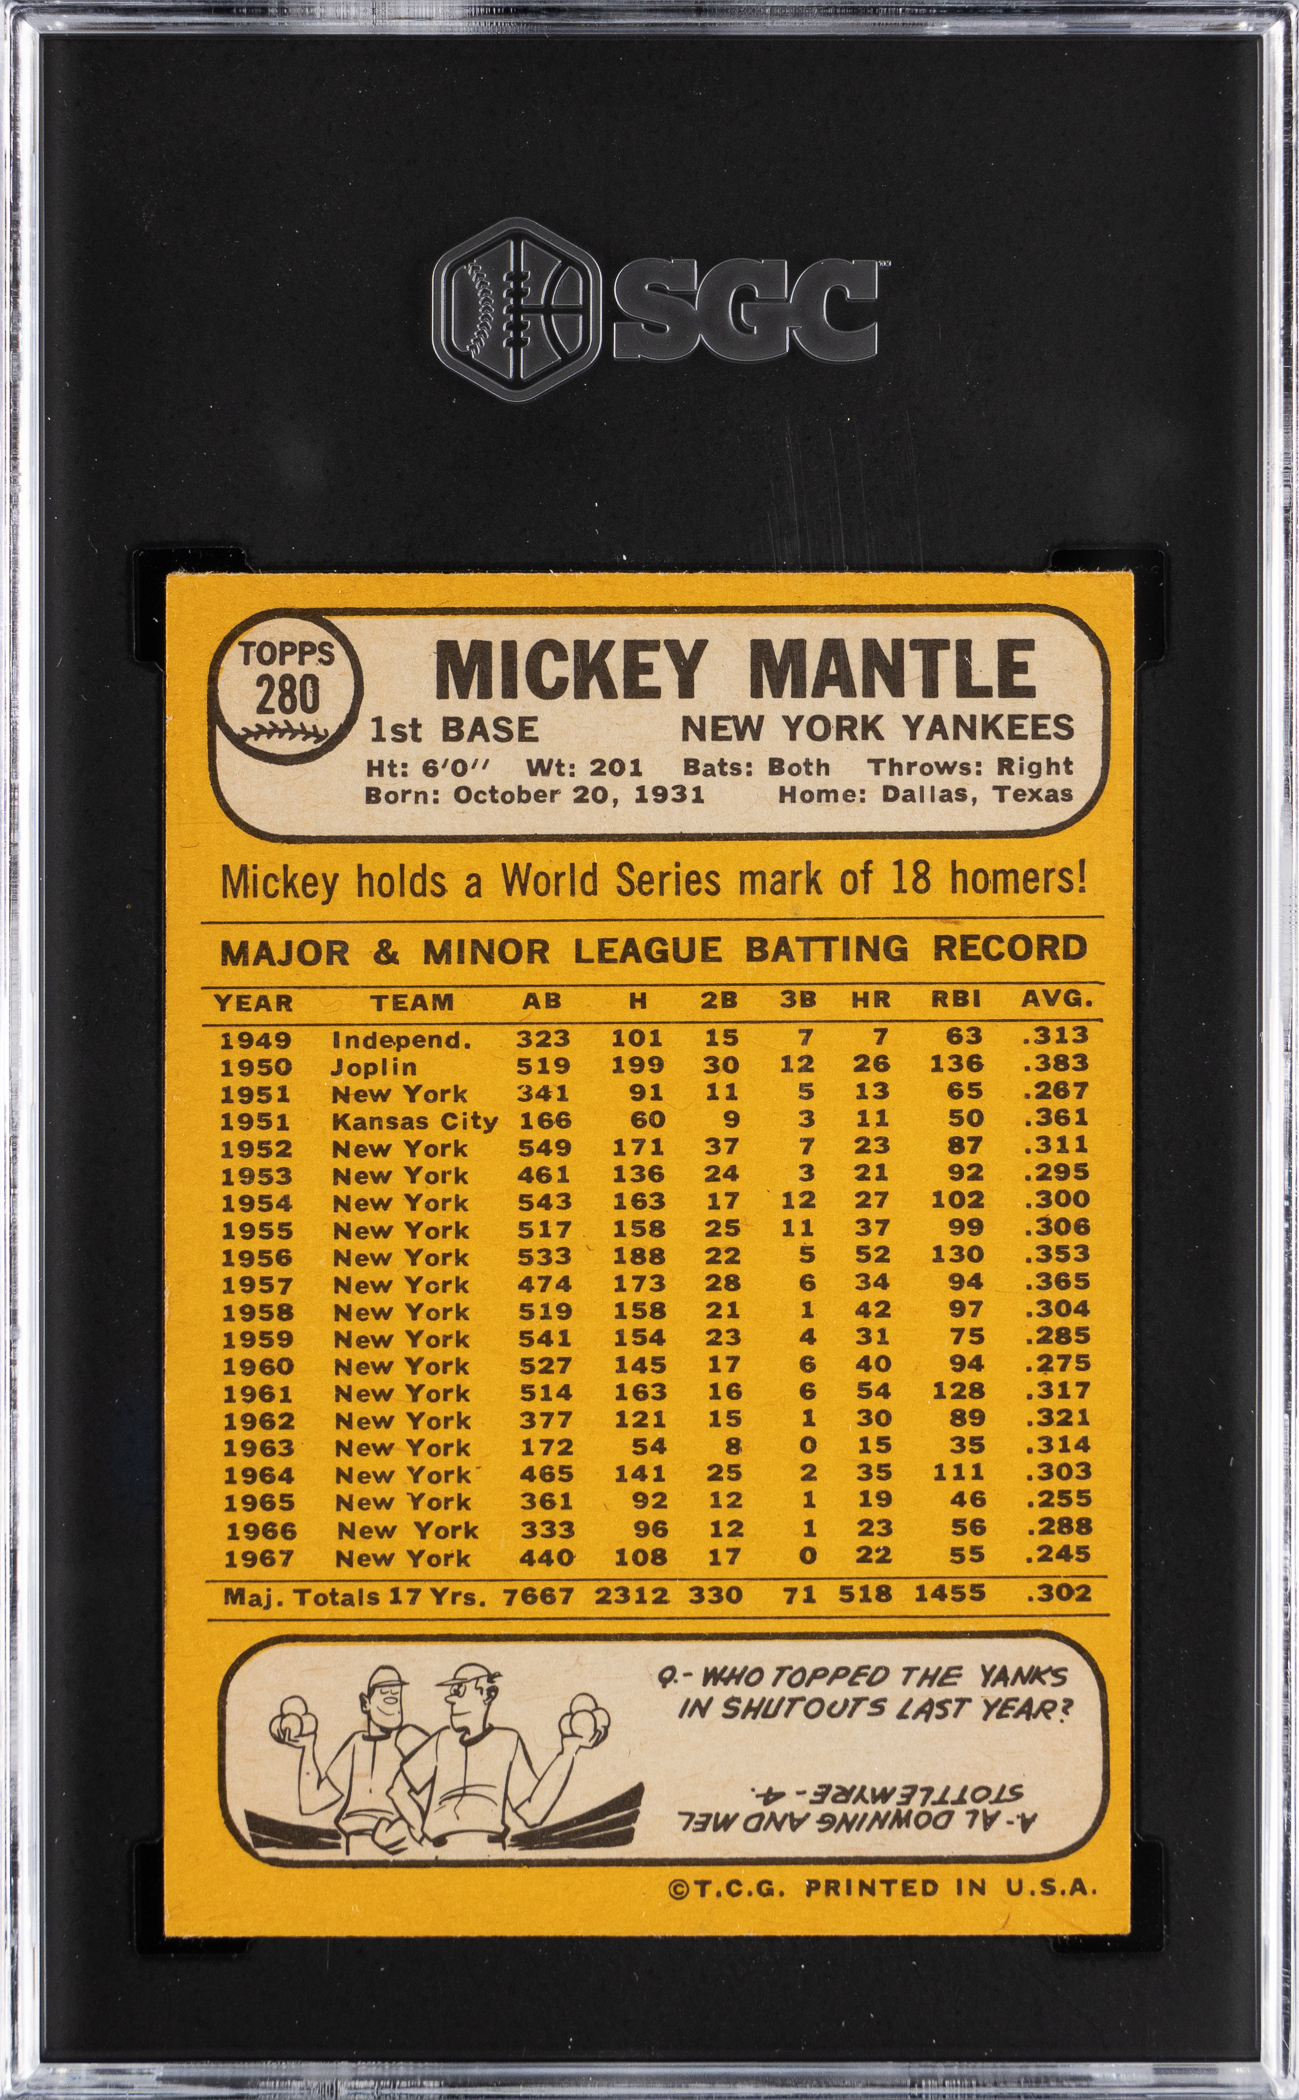 SGC
TOPPS
280
MICKEY MANTLE
1st BASE NEW YORK YANKEES
Ht: 6'0" Wt: 201 Bats: Both Throws: Right
Born: October 20, 1931 Home: Dallas, Texas
Mickey holds a World Series mark of 18 homers!
MAJOR & MINOR LEAGUE BATTING RECORD
YEAR TEAM AB H 2B 3B HR RBI AVG.
1949 Independ. 323 101 15 7 7 63 .313
1950 Joplin 519 199 30 12 26 136 .383
1951 New York 341 91 11 5 13 65 .267
1951 Kansas City 166 60 9 3 11 50 .361
1952 New York 549 171 37 7 23 87 .311
1953 New York 461 136 24 3 21 92 .295
1954 New York 543 163 17 12 27 102 .300
1955 New York 517 158 25 11 37 99 .306
1956 New York 533 188 22 5 52 130 .353
1957 New York 474 173 28 6 34 94 .365
1958 New York 519 158 21 1 42 97 .304
1959 New York 541 154 23 4 31 75 .285
1960 New York 527 145 17 6 40 94 .275
1961 New York 514 163 16 6 54 128 .317
1962 New York 377 121 15 1 30 89 .321
1963 New York 172 54 8 0 15 35 .314
1964 New York 465 141 25 2 35 111 .303
1965 New York 361 92 12 1 19 46 .255
1966 New York 333 96 12 1 23 56 .288
1967 New York 440 108 17 0 22 55 .245
Maj. Totals 17 Yrs. 7667 2312 330 71 518 1455 .302
Q.- WHO TOPPED THE YANKS
IN SHUTOUTS LAST YEAR?
A.- AL DOWNING AND MEL
STOTTLEMYRE - 4.
©T.C.G. PRINTED IN U.S.A.